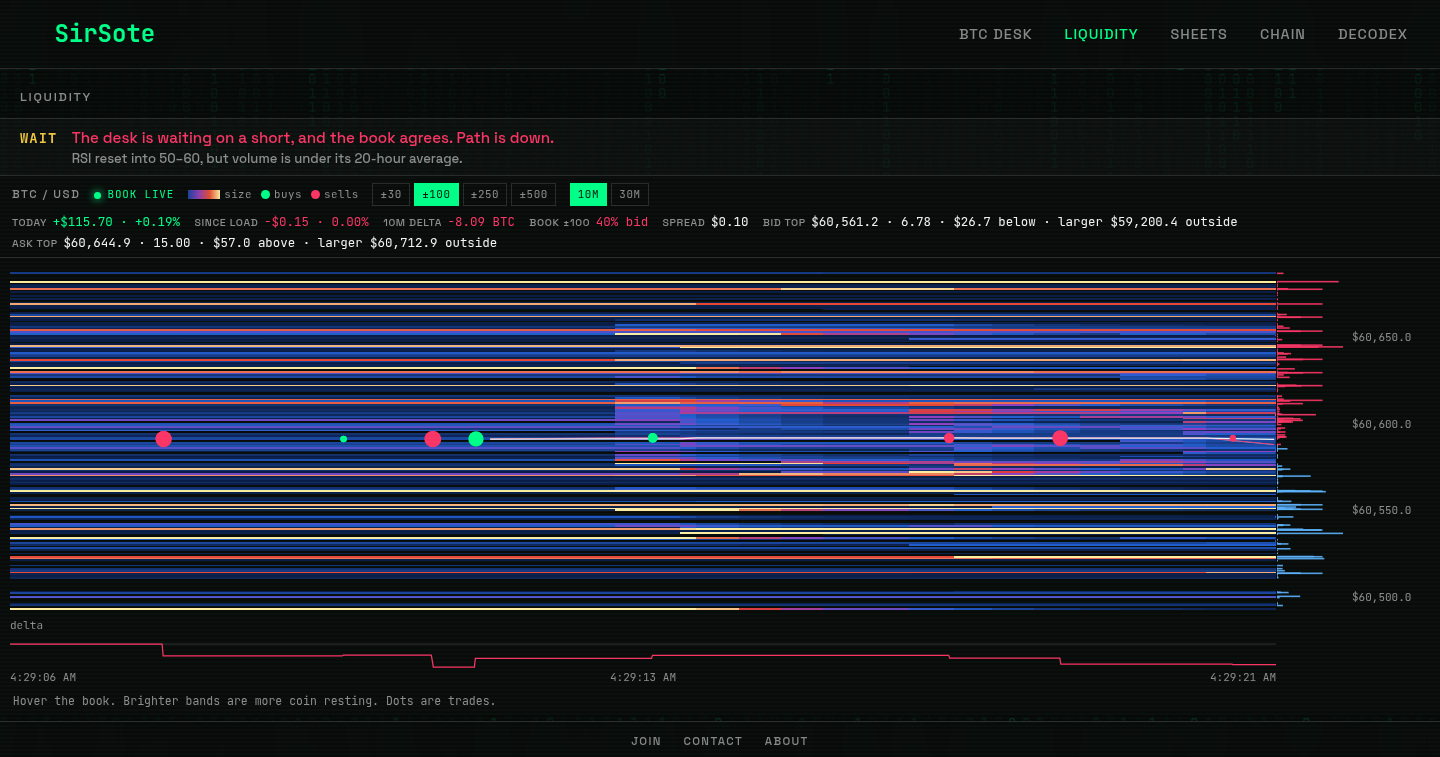 SirSote
BTC DESK LIQUIDITY SHEETS CHAIN DECODEX
LIQUIDITY
WAIT The desk is waiting on a short, and the book agrees. Path is down.
RSI reset into 50–60, but volume is under its 20-hour average.
BTC / USD BOOK LIVE size buys sells ±30 ±100 ±250 ±500 10M 30M
TODAY +$115.70 · +0.19% SINCE LOAD -$0.15 · 0.00% 10M DELTA -8.09 BTC BOOK ±100 40% bid SPREAD $0.10 BID TOP $60,561.2 · 6.78 · $26.7 below · larger $59,200.4 outside
ASK TOP $60,644.9 · 15.00 · $57.0 above · larger $60,712.9 outside
$60,650.0
$60,600.0
$60,550.0
$60,500.0
delta
4:29:06 AM 4:29:13 AM 4:29:21 AM
Hover the book. Brighter bands are more coin resting. Dots are trades.
JOIN CONTACT ABOUT